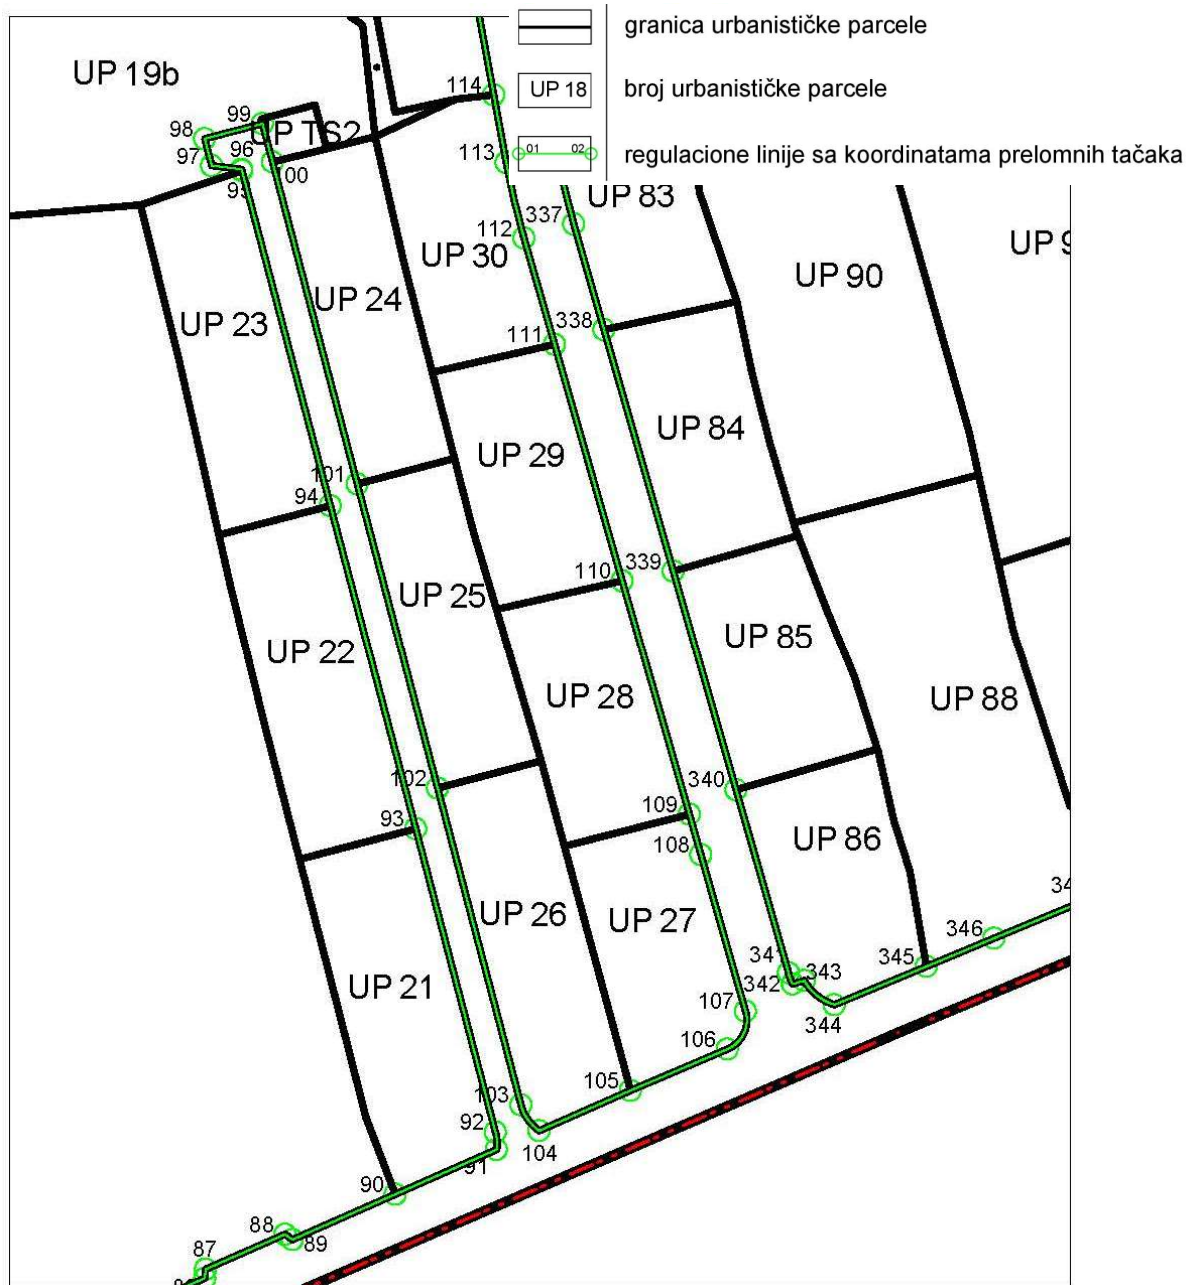 granica urbanističke parcele
UP 18
broj urbanističke parcele
01 02
regulacione linije sa koordinatama prelomnih tačaka
UP 19b
114
99
98
UP TS2
97
96
100
113
UP 83
337
112
UP 30
UP 90
UP 24
UP 23
338
111
UP 84
UP 29
101
94
339
110
UP 25
UP 85
UP 22
UP 28
UP 88
102
340
109
93
108
UP 86
UP 26
UP 27
346
345
341
343
342
UP 21
107
344
106
105
103
92
104
91
90
88
89
87